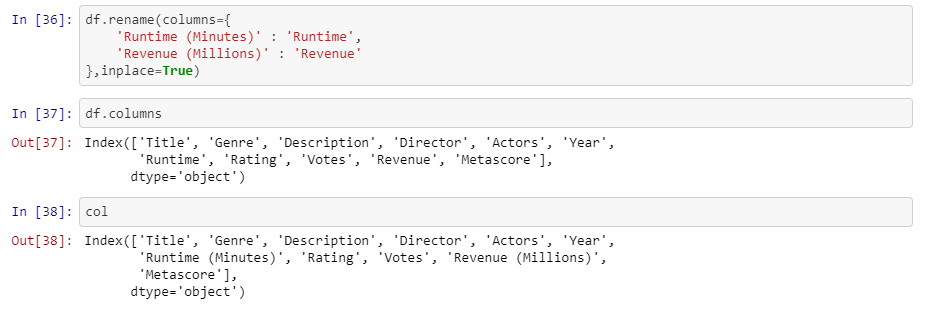 In [36]: df.rename(columns={
'Runtime (Minutes)' : 'Runtime',
'Revenue (Millions)' : 'Revenue'
},inplace=True)
In [37]: df.columns
Out[37]: Index(['Title', 'Genre', 'Description', 'Director', 'Actors', 'Year',
'Runtime', 'Rating', 'Votes', 'Revenue', 'Metascore'],
dtype='object')
In [38]: col
Out[38]: Index(['Title', 'Genre', 'Description', 'Director', 'Actors', 'Year',
'Runtime (Minutes)', 'Rating', 'Votes', 'Revenue (Millions)',
'Metascore'],
dtype='object')